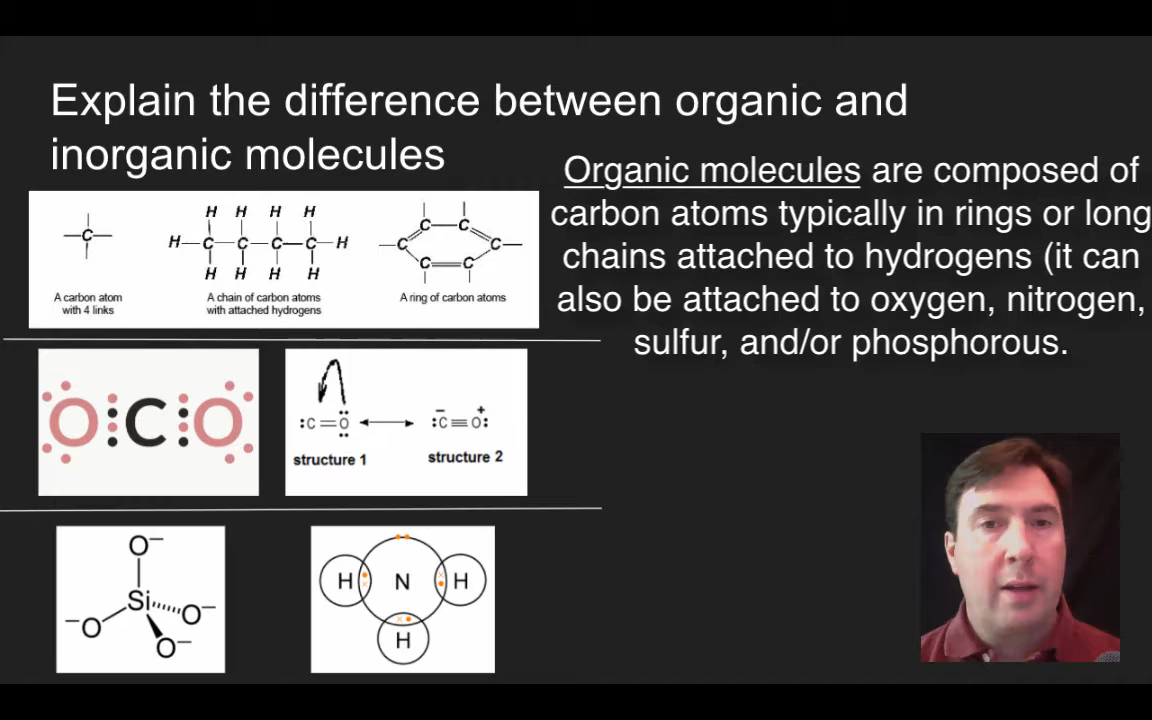 Explain the difference between organic and
inorganic molecules
Organic molecules are composed of
carbon atoms typically in rings or long
chains attached to hydrogens (it can
also be attached to oxygen, nitrogen,
sulfur, and/or phosphorous.
H H H H
C H C C C C H C C C C
H H H H C C
A carbon atom
with 4 links
A chain of carbon atoms
with attached hydrogens
A ring of carbon atoms
O C O
:C=O :C≡O:
− +
structure 1
structure 2
O−
Si
−O O−
O−
H N H
H